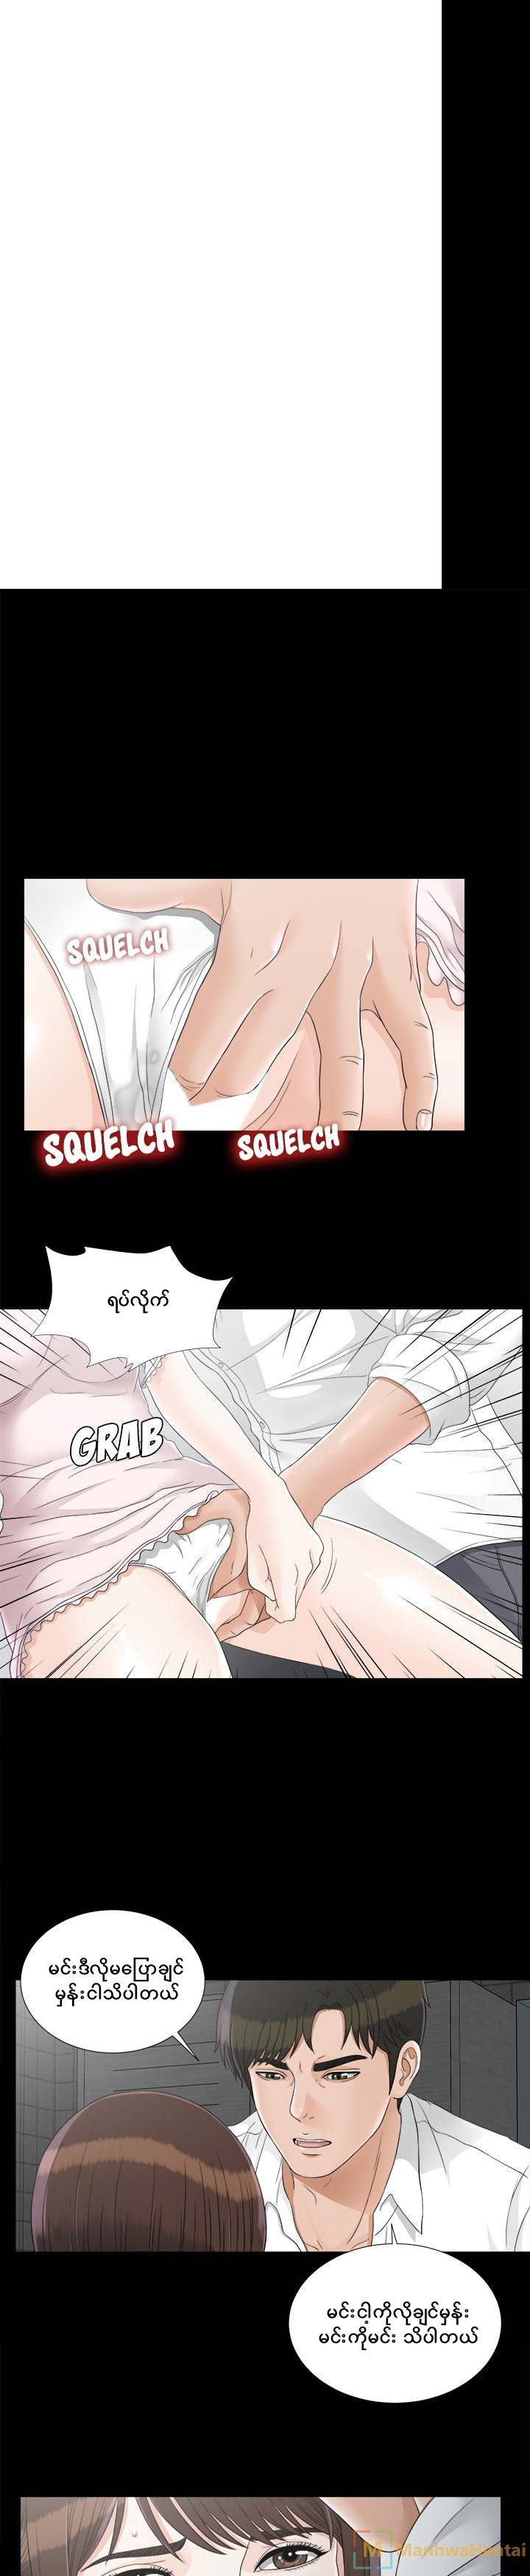 SQUELCH
SQUELCH
SQUELCH
ရပ်လိုက်
GRAB
မင်းဒီလိုမပြောချင်
မှန်းငါသိပါတယ်
မင်းငါ့ကိုလိုချင်မှန်း
မင်းကိုမင်း သိပါတယ်
M ManhwaHentai